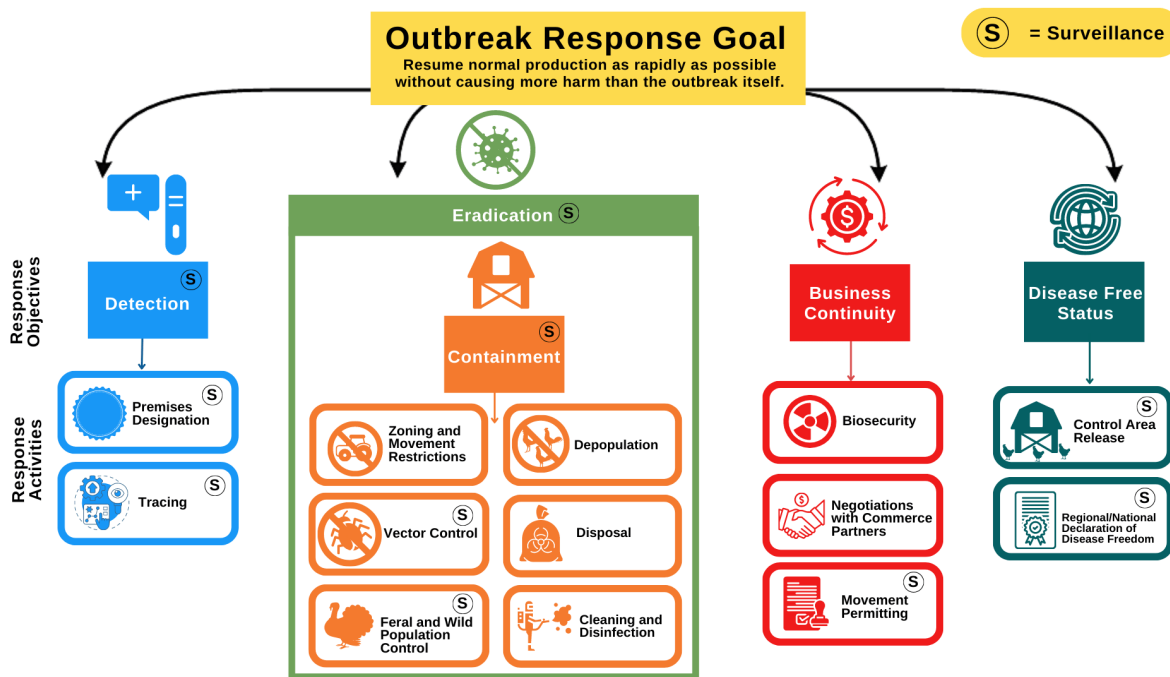 Outbreak Response Goal
Resume normal production as rapidly as possible
without causing more harm than the outbreak itself.
S = Surveillance
Response
Objectives
S
Detection
Eradication S
S
Containment
Business
Continuity
$
Disease Free
Status
Response
Activities
S
Premises
Designation
S
Tracing
Zoning and
Movement
Restrictions
Depopulation
S
Vector Control
Disposal
S
Feral and Wild
Population
Control
Cleaning and
Disinfection
Biosecurity
$
Negotiations
with Commerce
Partners
S
Movement
Permitting
S
Control Area
Release
S
Regional/National
Declaration of
Disease Freedom